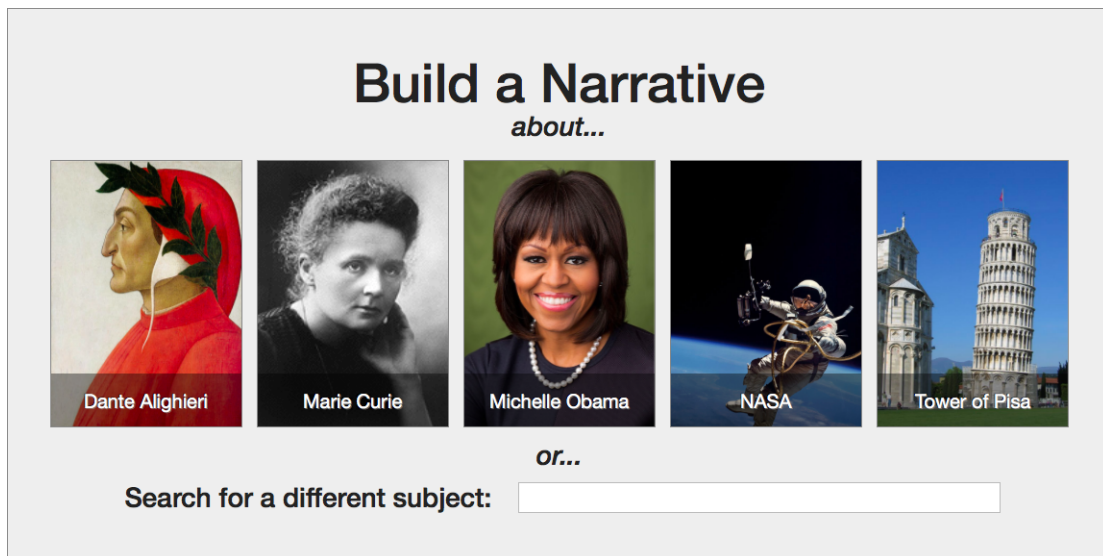 Build a Narrative
about...
Dante Alighieri
Marie Curie
Michelle Obama
NASA
Tower of Pisa
or...
Search for a different subject: